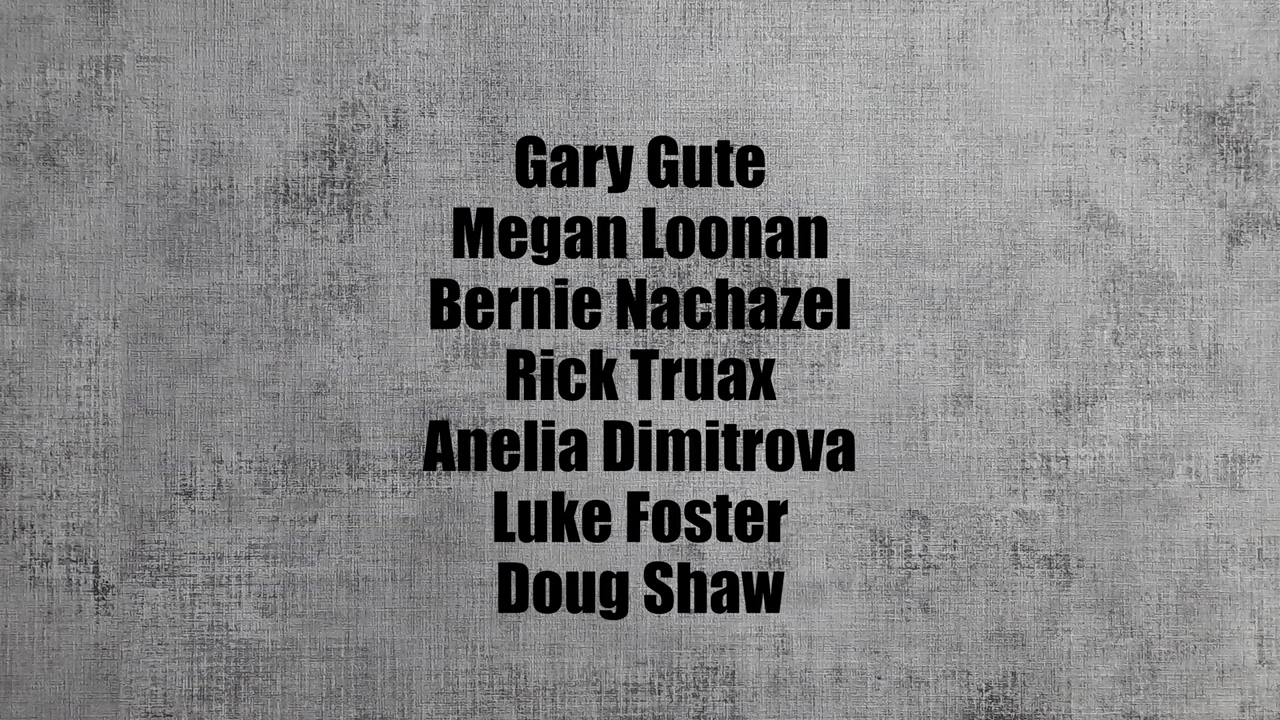 Gary Gute
Megan Loonan
Bernie Nachazel
Rick Truax
Anelia Dimitrova
Luke Foster
Doug Shaw